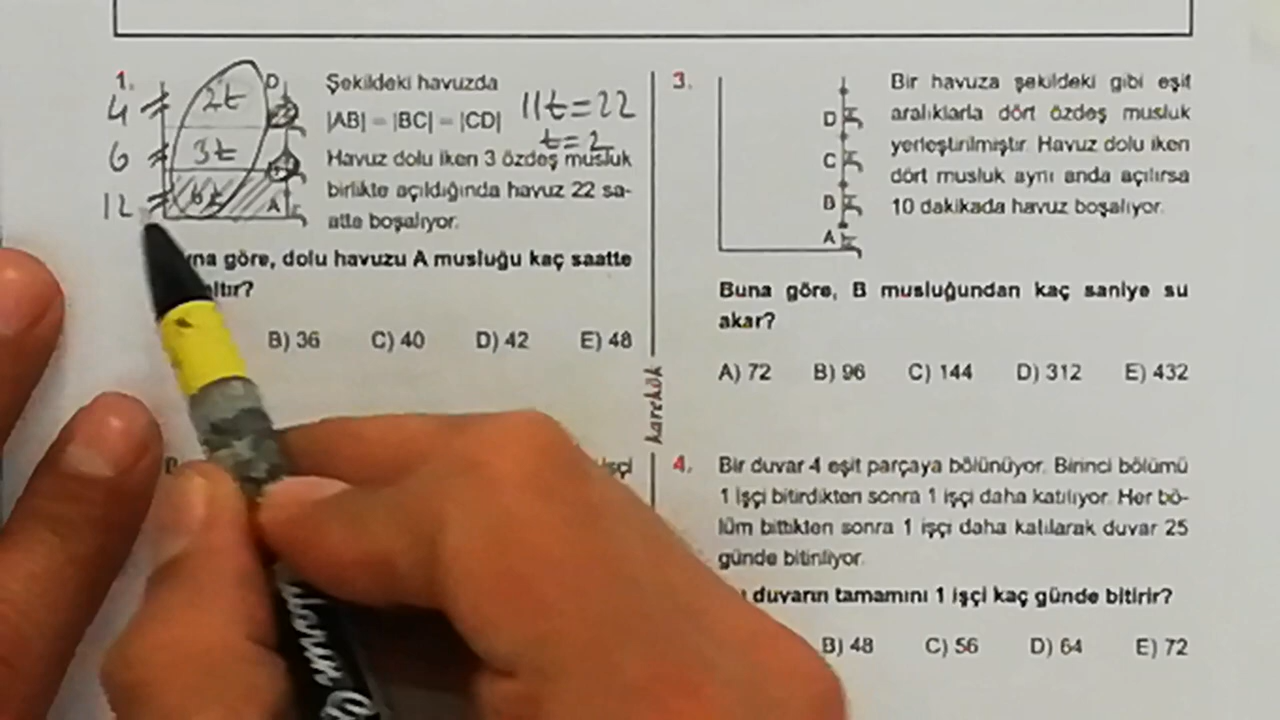 1.
4
6
12
2t
3t
6t
D
A
Şekildeki havuzda
|AB| = |BC| = |CD|
11t=22
t=2
Havuz dolu iken 3 özdeş musluk
birlikte açıldığında havuz 22 sa-
atte boşalıyor.
göre, dolu havuzu A musluğu kaç saatte
B) 36 C) 40 D) 42 E) 48
karekök
3.
D
C
B
A
Bir havuza şekildeki gibi eşit
aralıklarla dört özdeş musluk
yerleştirilmiştir. Havuz dolu iken
dört musluk aynı anda açılırsa
10 dakikada havuz boşalıyor.
Buna göre, B musluğundan kaç saniye su
akar?
A) 72 B) 96 C) 144 D) 312 E) 432
4. Bir duvar 4 eşit parçaya bölünüyor. Birinci bölümü
1 işçi bitirdikten sonra 1 işçi daha katılıyor. Her bö-
lüm bittikten sonra 1 işçi daha katılarak duvar 25
günde bitiriliyor.
duvarın tamamını 1 işçi kaç günde bitirir?
B) 48 C) 56 D) 64 E) 72